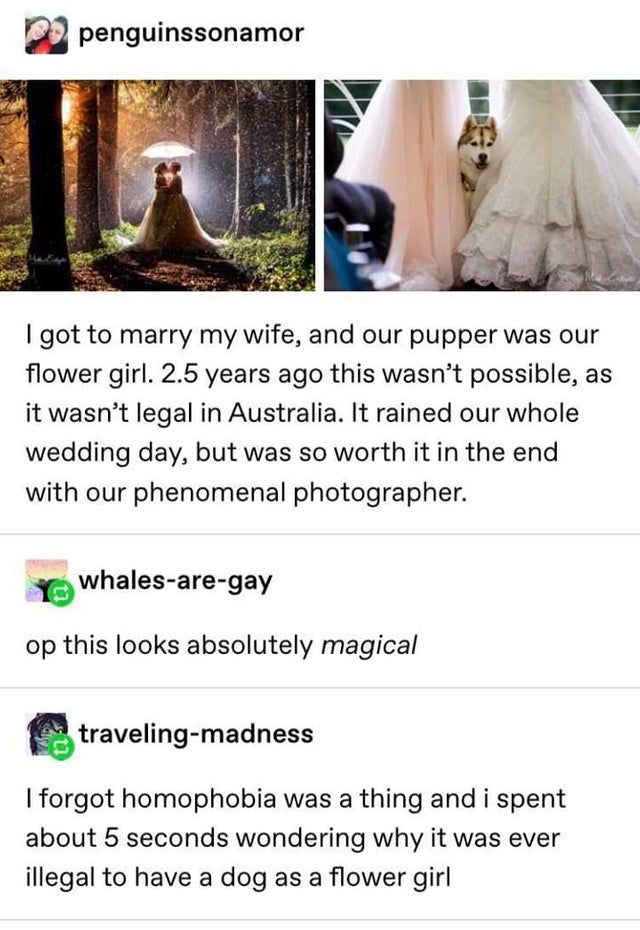 penguinssonamor
I got to marry my wife, and our pupper was our
flower girl. 2.5 years ago this wasn’t possible, as
it wasn’t legal in Australia. It rained our whole
wedding day, but was so worth it in the end
with our phenomenal photographer.
whales-are-gay
op this looks absolutely magical
traveling-madness
I forgot homophobia was a thing and i spent
about 5 seconds wondering why it was ever
illegal to have a dog as a flower girl